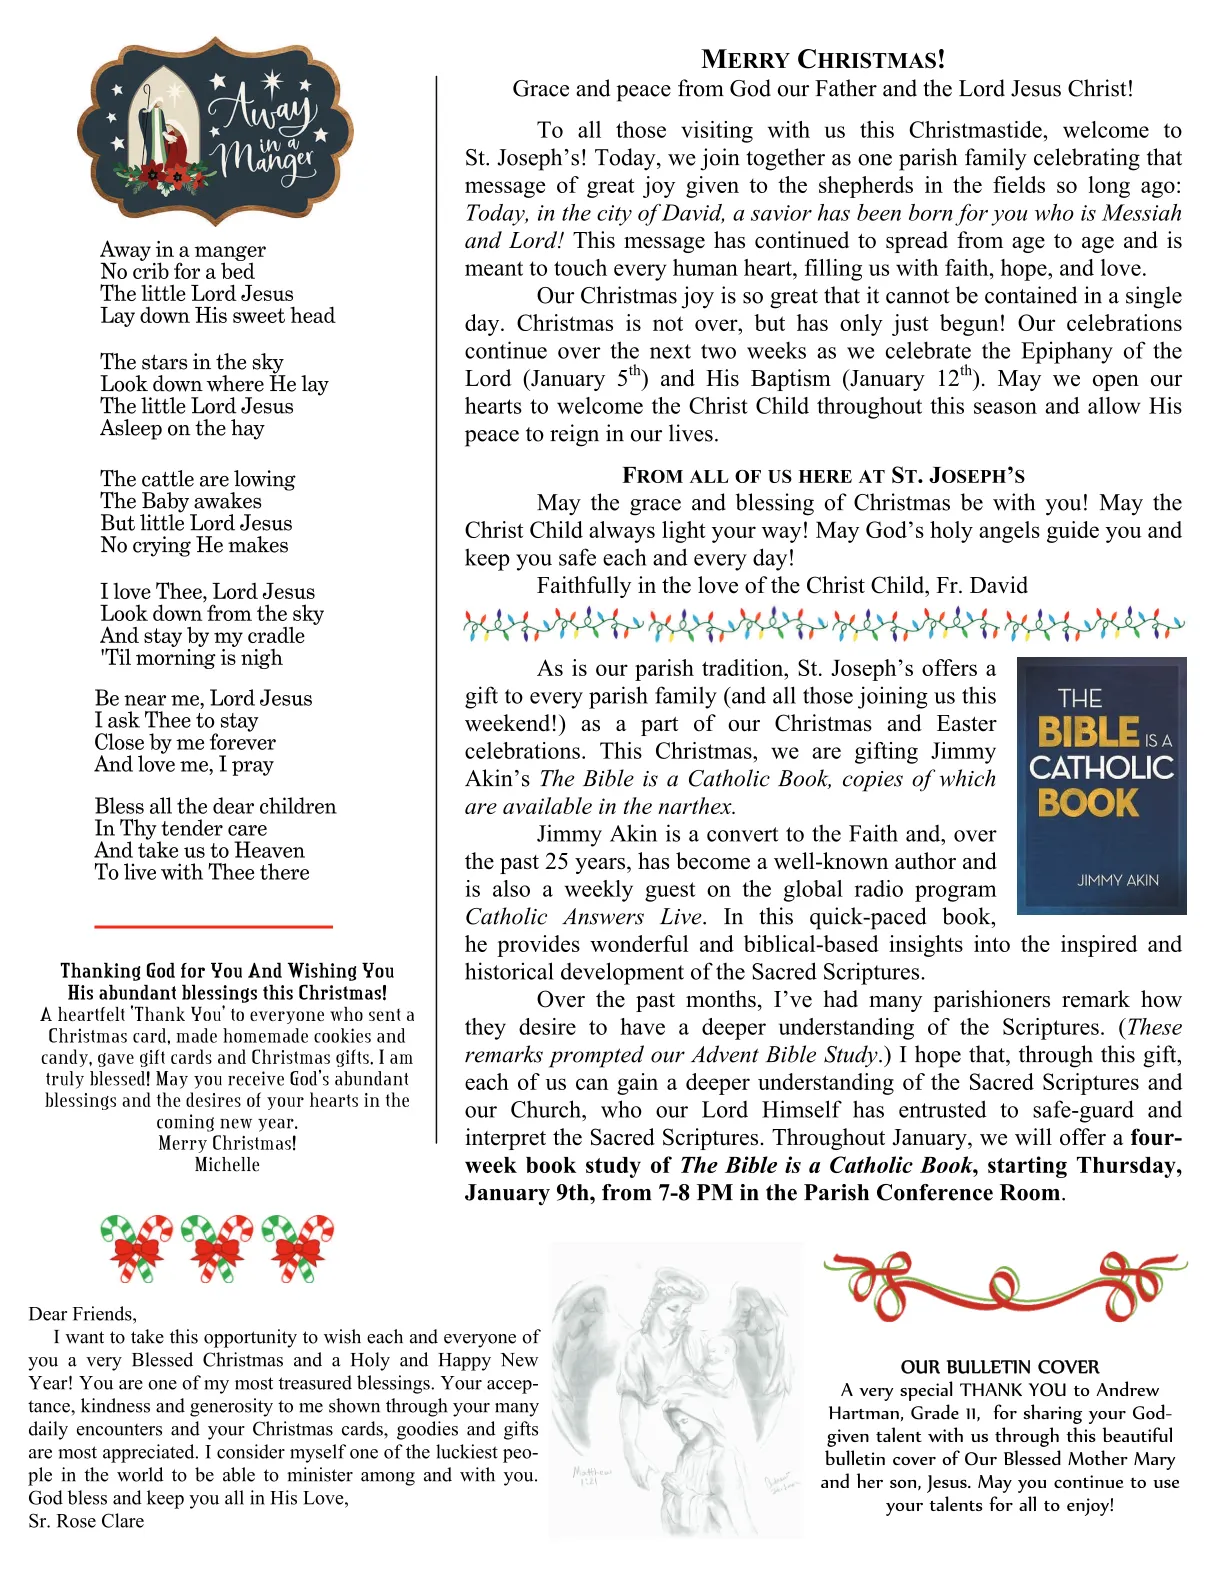 Away
in a
Manger
Away in a manger
No crib for a bed
The little Lord Jesus
Lay down His sweet head
The stars in the sky
Look down where He lay
The little Lord Jesus
Asleep on the hay
The cattle are lowing
The Baby awakes
But little Lord Jesus
No crying He makes
I love Thee, Lord Jesus
Look down from the sky
And stay by my cradle
'Til morning is nigh
Be near me, Lord Jesus
I ask Thee to stay
Close by me forever
And love me, I pray
Bless all the dear children
In Thy tender care
And take us to Heaven
To live with Thee there
Thanking God for You And Wishing You
His abundant blessings this Christmas!
A heartfelt 'Thank You' to everyone who sent a
Christmas card, made homemade cookies and
candy, gave gift cards and Christmas gifts. I am
truly blessed! May you receive God's abundant
blessings and the desires of your hearts in the
coming new year.
Merry Christmas!
Michelle
MERRY CHRISTMAS!
Grace and peace from God our Father and the Lord Jesus Christ!
To all those visiting with us this Christmastide, welcome to
St. Joseph's! Today, we join together as one parish family celebrating that
message of great joy given to the shepherds in the fields so long ago:
Today, in the city of David, a savior has been born for you who is Messiah
and Lord! This message has continued to spread from age to age and is
meant to touch every human heart, filling us with faith, hope, and love.
Our Christmas joy is so great that it cannot be contained in a single
day. Christmas is not over, but has only just begun! Our celebrations
continue over the next two weeks as we celebrate the Epiphany of the
Lord (January 5th) and His Baptism (January 12th). May we open our
hearts to welcome the Christ Child throughout this season and allow His
peace to reign in our lives.
FROM ALL OF US HERE AT ST. JOSEPH'S
May the grace and blessing of Christmas be with you! May the
Christ Child always light your way! May God's holy angels guide you and
keep you safe each and every day!
Faithfully in the love of the Christ Child, Fr. David
As is our parish tradition, St. Joseph's offers a
gift to every parish family (and all those joining us this
weekend!) as a part of our Christmas and Easter
celebrations. This Christmas, we are gifting Jimmy
Akin's The Bible is a Catholic Book, copies of which
are available in the narthex.
Jimmy Akin is a convert to the Faith and, over
the past 25 years, has become a well-known author and
is also a weekly guest on the global radio program
Catholic Answers Live. In this quick-paced book,
he provides wonderful and biblical-based insights into the inspired and
historical development of the Sacred Scriptures.
Over the past months, I've had many parishioners remark how
they desire to have a deeper understanding of the Scriptures. (These
remarks prompted our Advent Bible Study.) I hope that, through this gift,
each of us can gain a deeper understanding of the Sacred Scriptures and
our Church, who our Lord Himself has entrusted to safe-guard and
interpret the Sacred Scriptures. Throughout January, we will offer a four-
week book study of The Bible is a Catholic Book, starting Thursday,
January 9th, from 7-8 PM in the Parish Conference Room.
THE
BIBLE IS A
CATHOLIC
BOOK
JIMMY AKIN
Dear Friends,
I want to take this opportunity to wish each and everyone of
you a very Blessed Christmas and a Holy and Happy New
Year! You are one of my most treasured blessings. Your accep-
tance, kindness and generosity to me shown through your many
daily encounters and your Christmas cards, goodies and gifts
are most appreciated. I consider myself one of the luckiest peo-
ple in the world to be able to minister among and with you.
God bless and keep you all in His Love,
Sr. Rose Clare
Matthew
1:21
OUR BULLETIN COVER
A very special THANK YOU to Andrew
Hartman, Grade 11, for sharing your God-
given talent with us through this beautiful
bulletin cover of Our Blessed Mother Mary
and her son, Jesus. May you continue to use
your talents for all to enjoy!